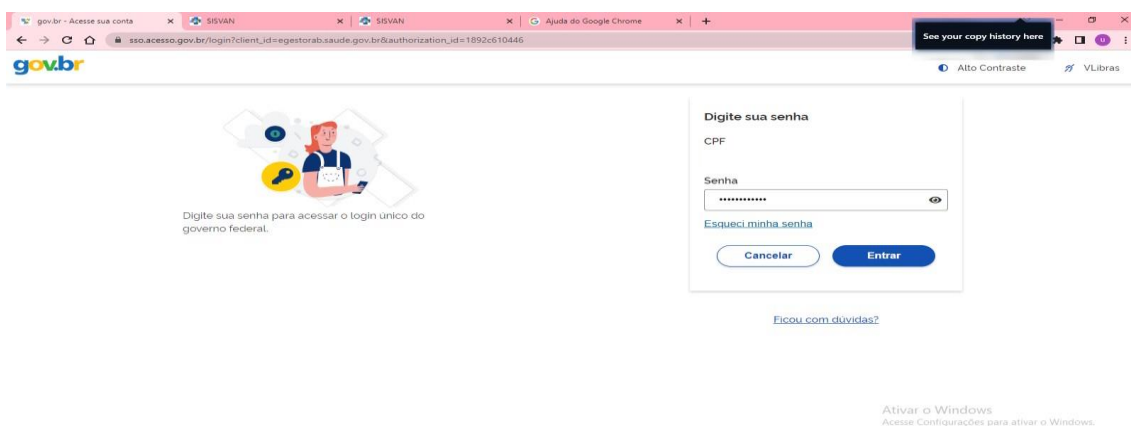 gov.br - Acesse sua conta
SISVAN
SISVAN
Ajuda do Google Chrome
sso.acesso.gov.br/login?client_id=egestorab.saude.gov.br&authorization_id=1892c610446
See your copy history here
gov.br
Alto Contraste
VLibras
Digite sua senha
CPF
Senha
••••••••••••
Esqueci minha senha
Cancelar
Entrar
Digite sua senha para acessar o login único do
governo federal.
Ficou com dúvidas?
Ativar o Windows
Acesse Configurações para ativar o Windows.